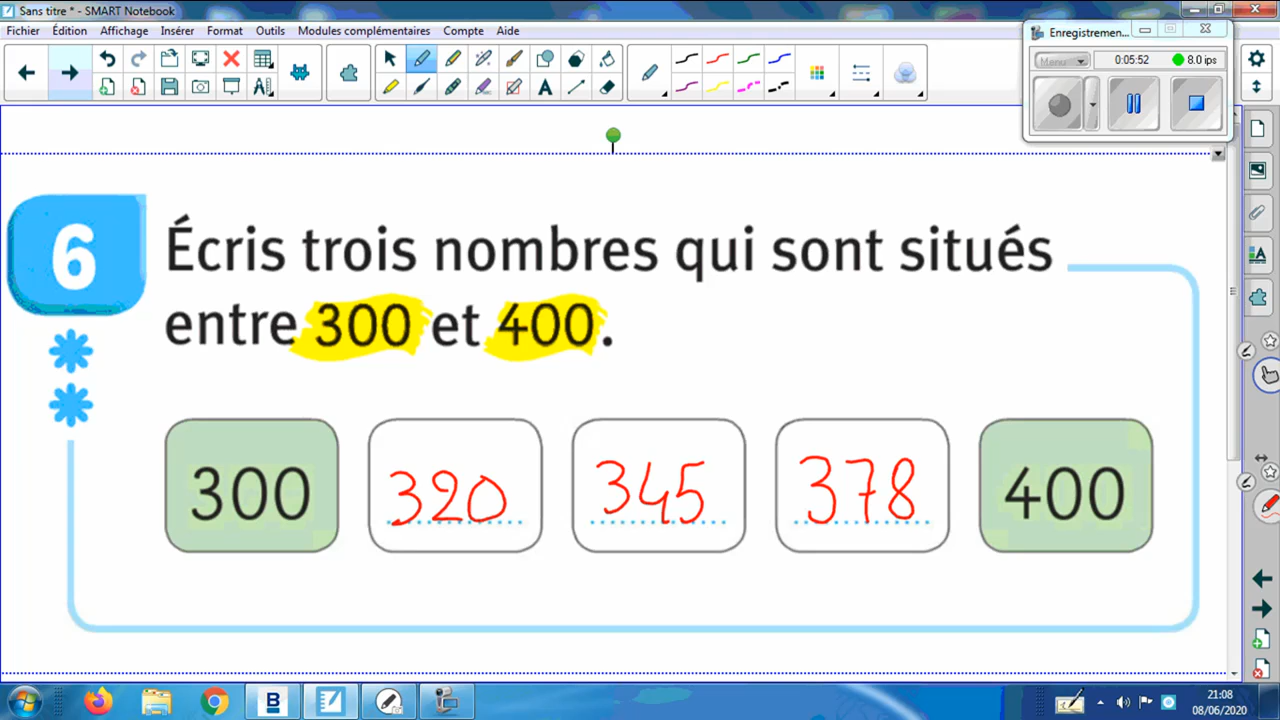 Sans titre * - SMART Notebook
Fichier Édition Affichage Insérer Format Outils Modules complémentaires Compte Aide
Enregistremen...
Menu 0:05:52 8.0 ips
6 Écris trois nombres qui sont situés
entre 300 et 400.
300 320 345 378 400
21:08
08/06/2020